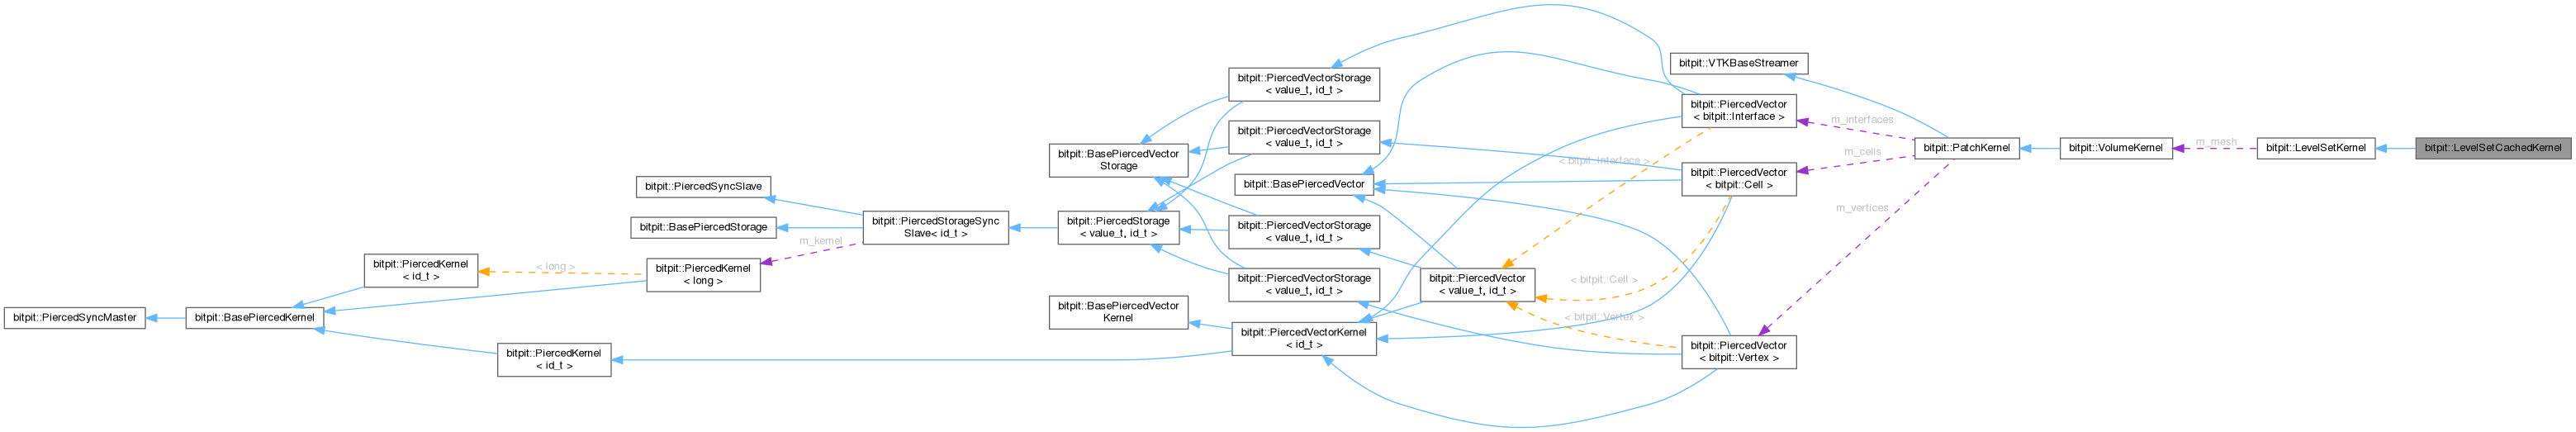 bitpit::PiercedSyncMaster
bitpit::BasePiercedKernel
bitpit::PiercedKernel
< id_t >
< long >
bitpit::PiercedKernel
< id_t >
bitpit::PiercedSyncSlave
bitpit::BasePiercedStorage
bitpit::PiercedKernel
< long >
m_kernel
bitpit::PiercedStorageSync
Slave< id_t >
bitpit::BasePiercedVector
Storage
bitpit::PiercedStorage
< value_t, id_t >
bitpit::BasePiercedVector
Kernel
bitpit::PiercedVectorStorage
< value_t, id_t >
bitpit::PiercedVectorStorage
< value_t, id_t >
bitpit::BasePiercedVector
bitpit::PiercedVectorStorage
< value_t, id_t >
bitpit::PiercedVectorStorage
< value_t, id_t >
bitpit::PiercedVectorKernel
< id_t >
bitpit::PiercedVector
< value_t, id_t >
< bitpit::Interface >
< bitpit::Cell >
< bitpit::Vertex >
bitpit::VTKBaseStreamer
bitpit::PiercedVector
< bitpit::Interface >
bitpit::PiercedVector
< bitpit::Cell >
bitpit::PiercedVector
< bitpit::Vertex >
m_interfaces
m_cells
m_vertices
bitpit::PatchKernel
bitpit::VolumeKernel
m_mesh
bitpit::LevelSetKernel
bitpit::LevelSetCachedKernel